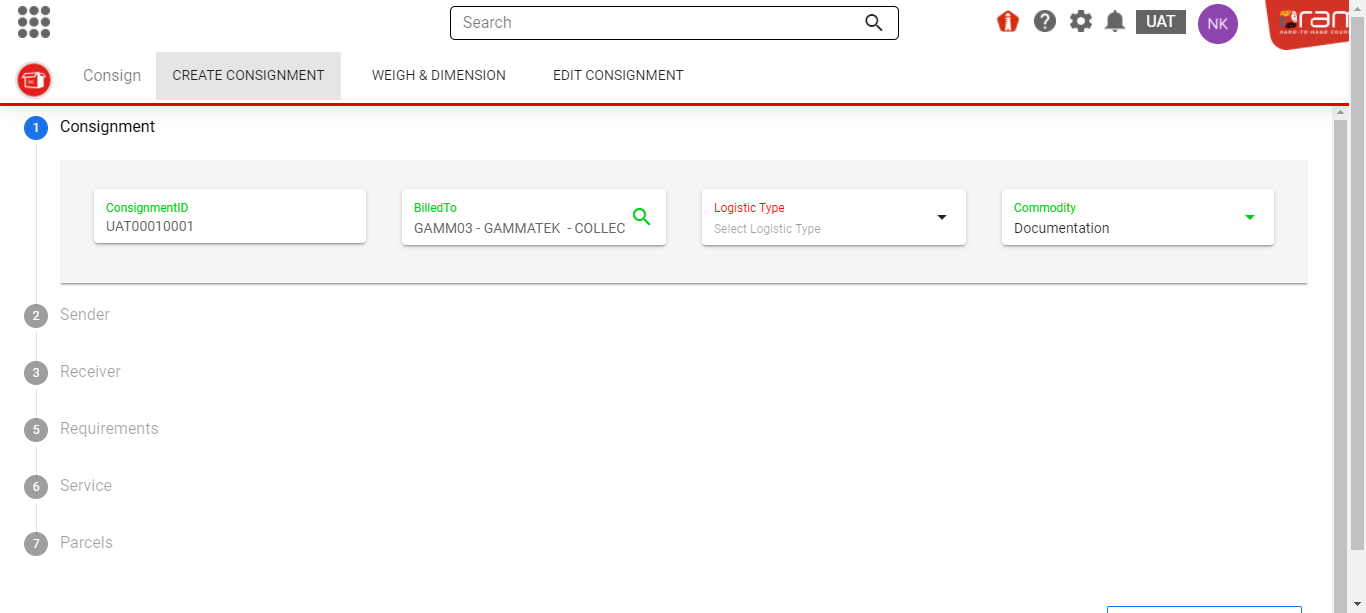 Search
UAT
NK
ran
HAND-TO-HAND COUR
Consign
CREATE CONSIGNMENT
WEIGH & DIMENSION
EDIT CONSIGNMENT
1 Consignment
ConsignmentID
UAT00010001
BilledTo
GAMM03 - GAMMATEK - COLLEC
Logistic Type
Select Logistic Type
Commodity
Documentation
2 Sender
3 Receiver
5 Requirements
6 Service
7 Parcels